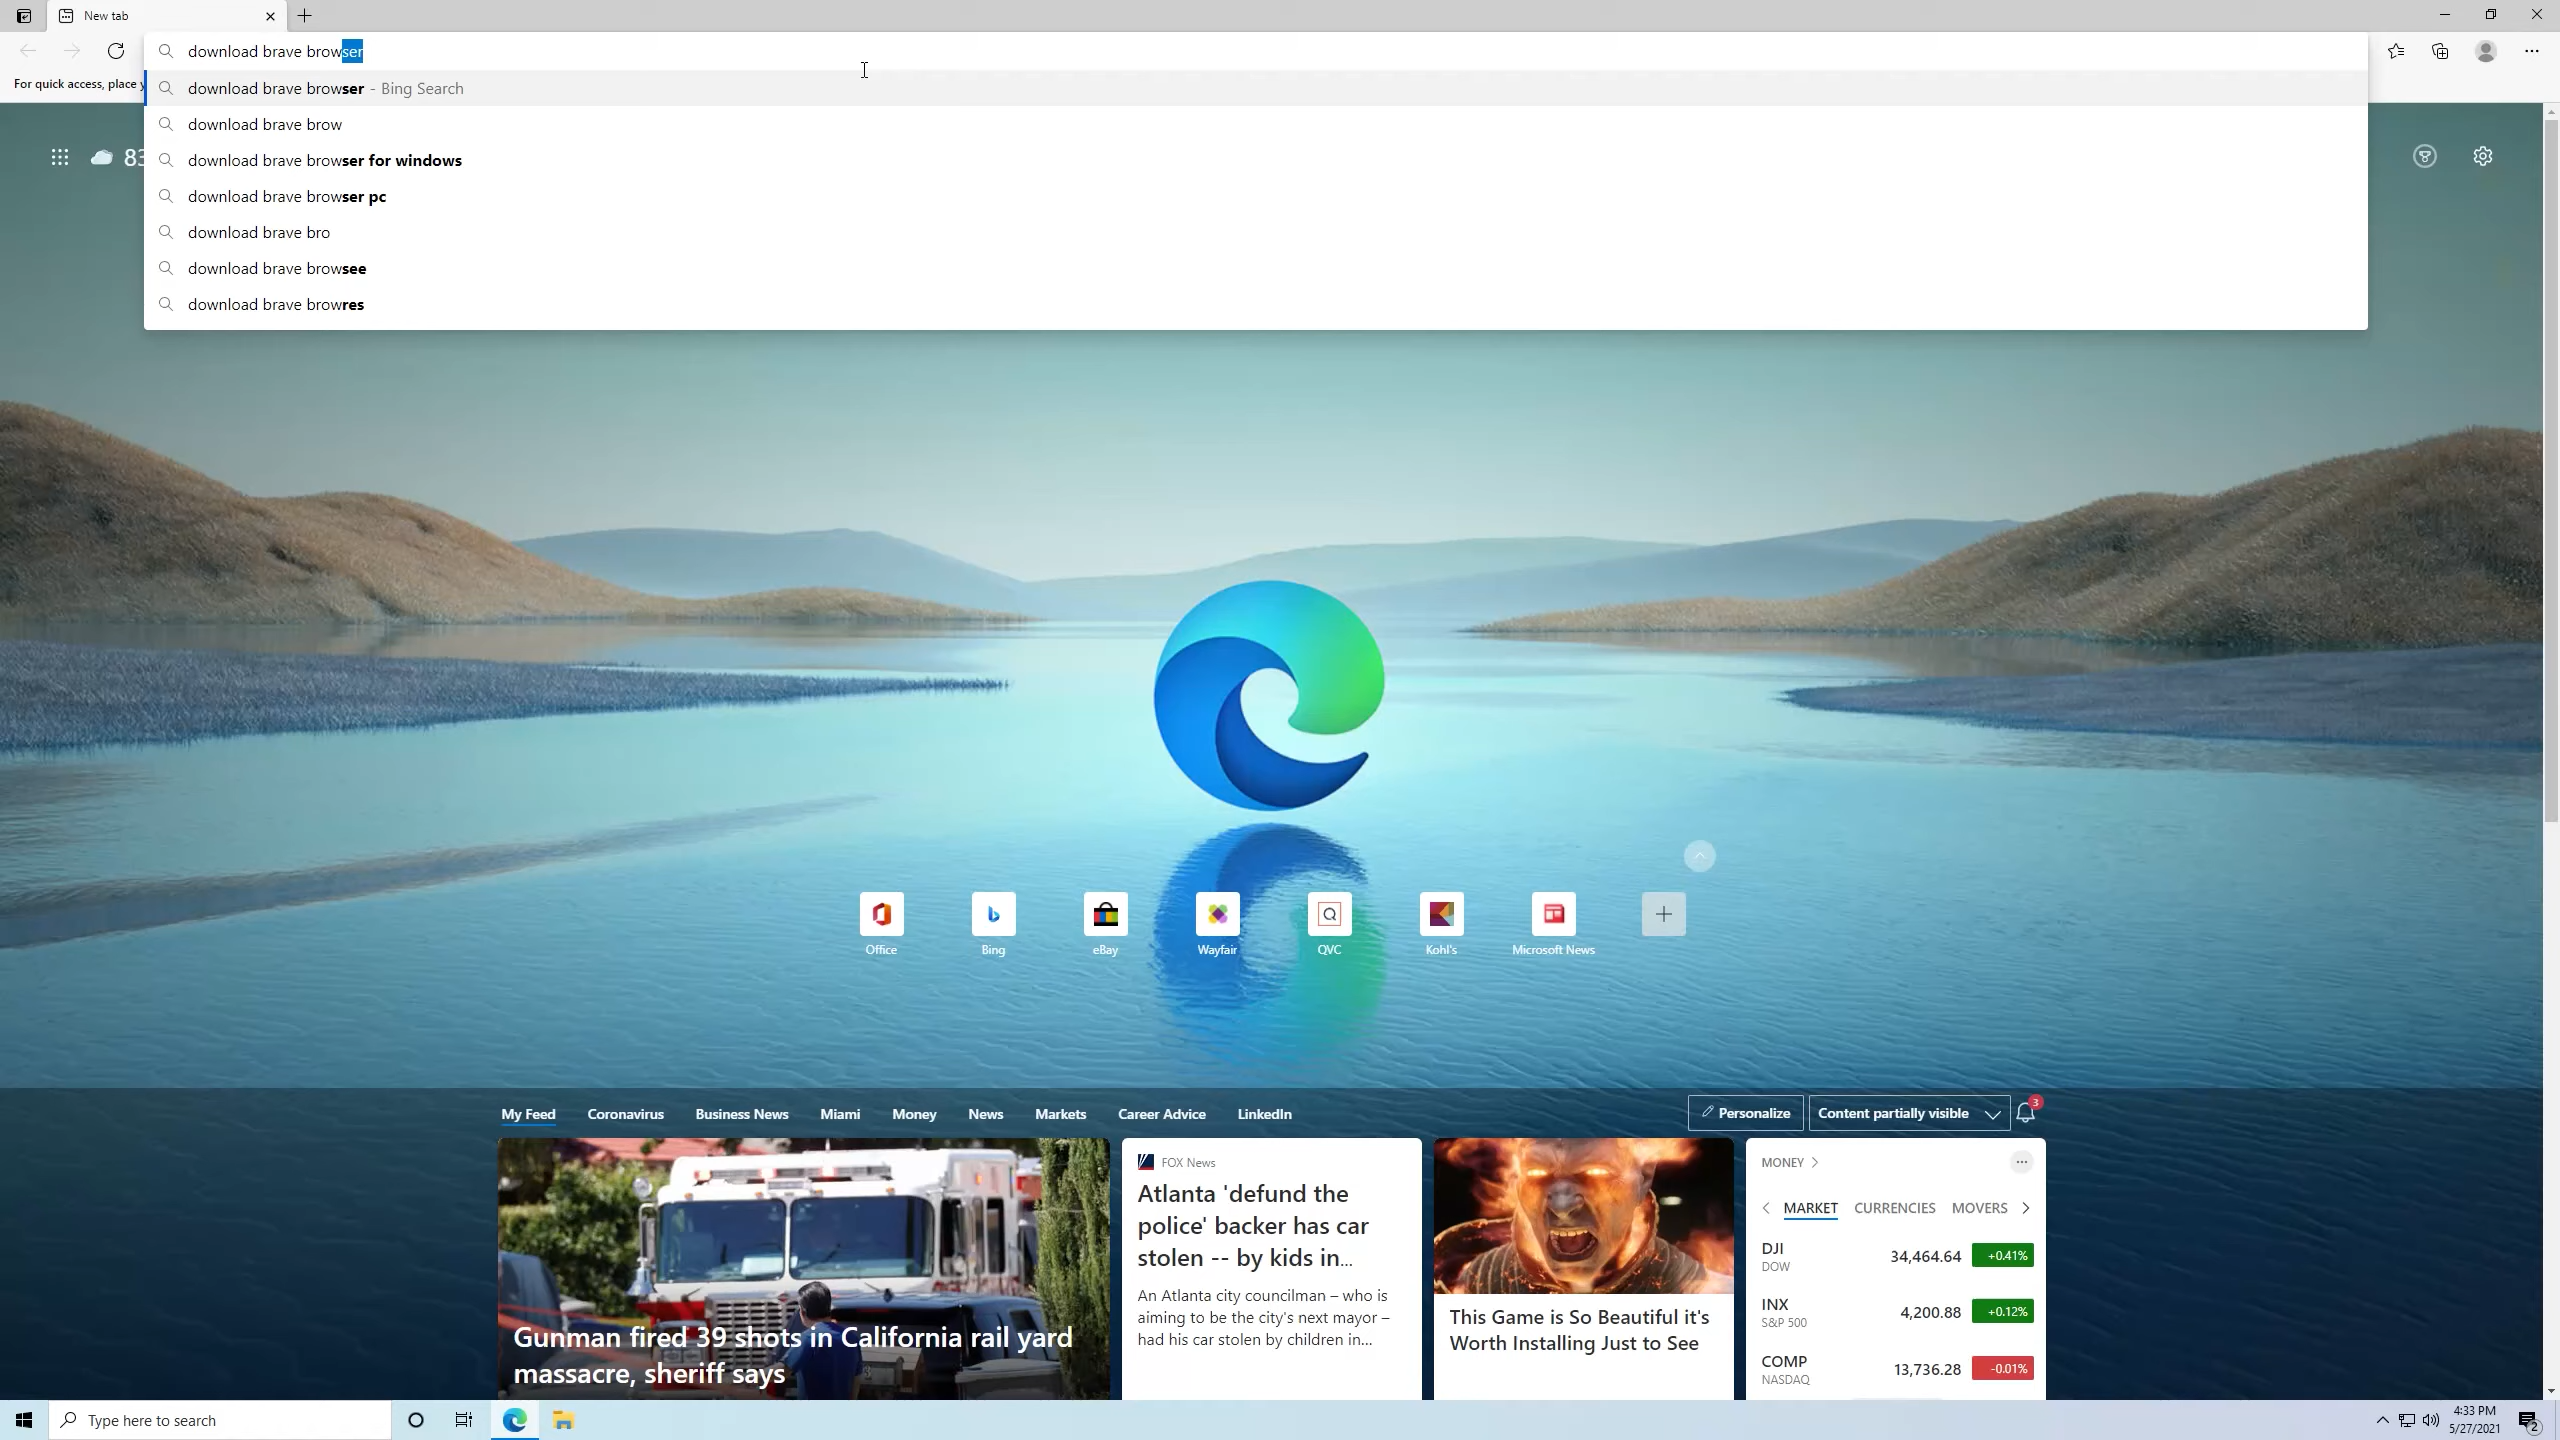 New tab
download brave browser
For quick access, place y
download brave browser - Bing Search
download brave brow
download brave browser for windows
download brave browser pc
download brave bro
download brave browsee
download brave browres
83
Office
Bing
eBay
Wayfair
QVC
Kohl's
Microsoft News
My Feed
Coronavirus
Business News
Miami
Money
News
Markets
Career Advice
LinkedIn
Personalize
Content partially visible
3
Gunman fired 39 shots in California rail yard
massacre, sheriff says
FOX News
Atlanta 'defund the
police' backer has car
stolen -- by kids in...
An Atlanta city councilman – who is
aiming to be the city's next mayor –
had his car stolen by children in...
This Game is So Beautiful it's
Worth Installing Just to See
MONEY
MARKET CURRENCIES MOVERS
DJI 34,464.64 +0.41%
DOW
INX 4,200.88 +0.12%
S&P 500
COMP 13,736.28 -0.01%
NASDAQ
Type here to search
4:33 PM
5/27/2021
2